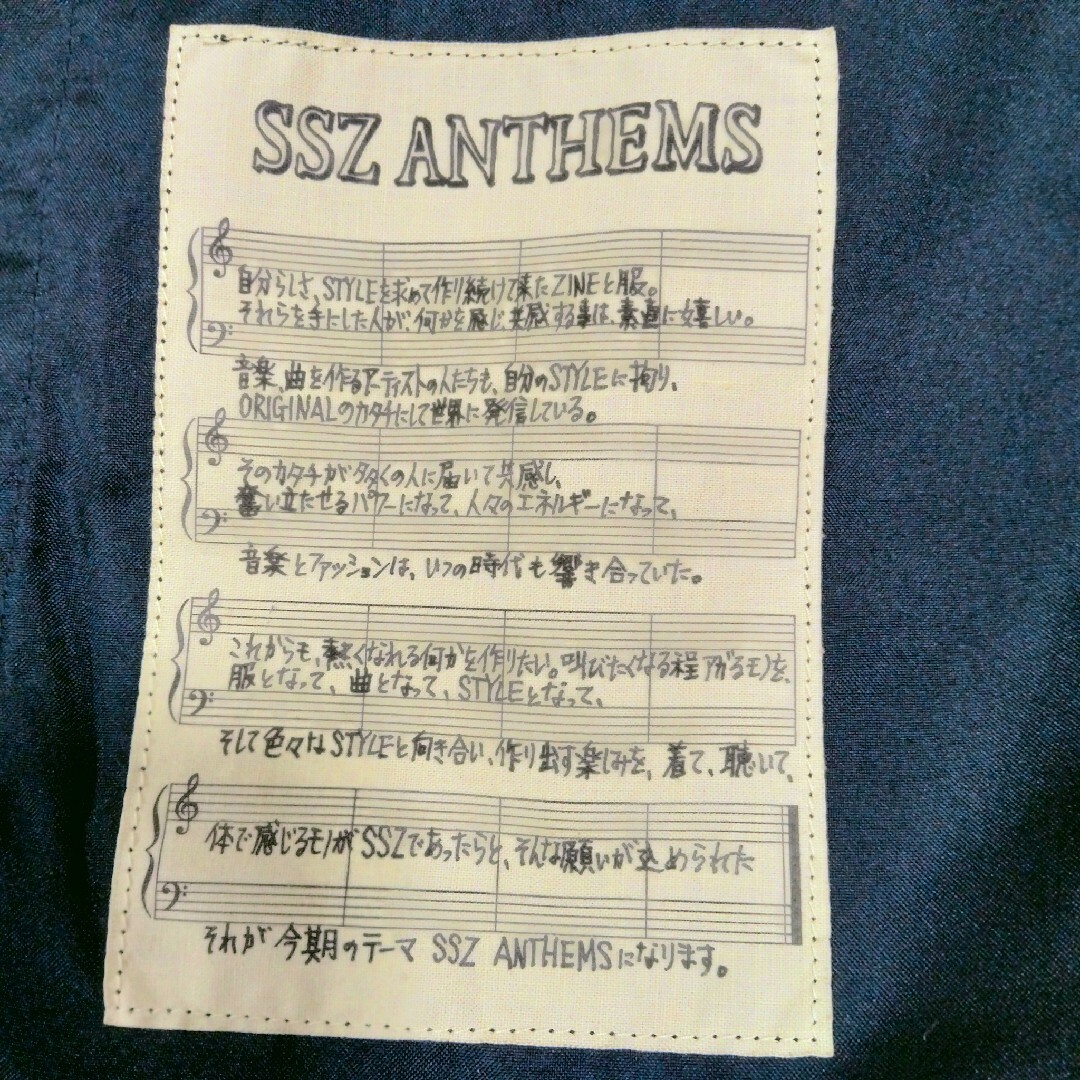 SSZ ANTHEMS
自分らしさ、STYLEを求めて作り続けて来たZINEと服。
それらを手にした人が、何かを感じ、共感する事は、素直に嬉しい。
音楽、曲を作るアーティストの人たちも、自分のSTYLEに拘り、
ORIGINALのカタチにして世界に発信している。
そのカタチが多くの人に届いて共感し、
奮い立たせるパワーになって、人々のエネルギーになって、
音楽とファッションは、いつの時代も響き合っていた。
これからも、熱くなれる何かを作りたい。叫びたくなる程アガるモノを、
服となって、曲となって、STYLEとなって、
そして色々なSTYLEと向き合い、作り出す楽しみを、着て、聴いて、
体で感じるモノがSSZであったらと、そんな願いが込められた
それが今期のテーマ SSZ ANTHEMSになります。